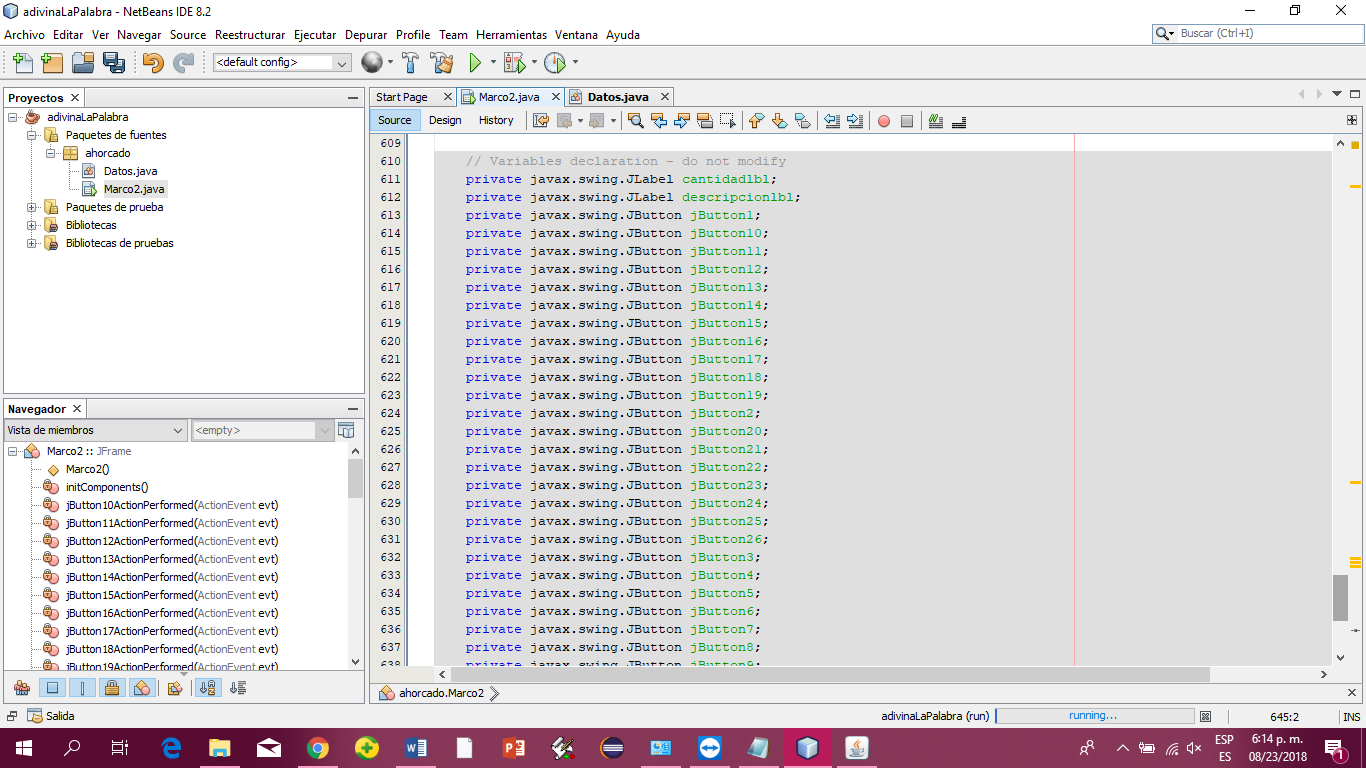 adivinaLaPalabra - NetBeans IDE 8.2
Archivo Editar Ver Navegar Source Reestructurar Ejecutar Depurar Profile Team Herramientas Ventana Ayuda
Buscar (Ctrl+I)
<default config>
Proyectos
adivinaLaPalabra
Paquetes de fuentes
ahorcado
Datos.java
Marco2.java
Paquetes de prueba
Bibliotecas
Bibliotecas de pruebas
Navegador
Vista de miembros <empty>
Marco2 :: JFrame
Marco2()
initComponents()
jButton10ActionPerformed(ActionEvent evt)
jButton11ActionPerformed(ActionEvent evt)
jButton12ActionPerformed(ActionEvent evt)
jButton13ActionPerformed(ActionEvent evt)
jButton14ActionPerformed(ActionEvent evt)
jButton15ActionPerformed(ActionEvent evt)
jButton16ActionPerformed(ActionEvent evt)
jButton17ActionPerformed(ActionEvent evt)
jButton18ActionPerformed(ActionEvent evt)
jButton19ActionPerformed(ActionEvent evt)
Start Page Marco2.java Datos.java
Source Design History
609
610 // Variables declaration - do not modify
611 private javax.swing.JLabel cantidadlbl;
612 private javax.swing.JLabel descripcionlbl;
613 private javax.swing.JButton jButton1;
614 private javax.swing.JButton jButton10;
615 private javax.swing.JButton jButton11;
616 private javax.swing.JButton jButton12;
617 private javax.swing.JButton jButton13;
618 private javax.swing.JButton jButton14;
619 private javax.swing.JButton jButton15;
620 private javax.swing.JButton jButton16;
621 private javax.swing.JButton jButton17;
622 private javax.swing.JButton jButton18;
623 private javax.swing.JButton jButton19;
624 private javax.swing.JButton jButton2;
625 private javax.swing.JButton jButton20;
626 private javax.swing.JButton jButton21;
627 private javax.swing.JButton jButton22;
628 private javax.swing.JButton jButton23;
629 private javax.swing.JButton jButton24;
630 private javax.swing.JButton jButton25;
631 private javax.swing.JButton jButton26;
632 private javax.swing.JButton jButton3;
633 private javax.swing.JButton jButton4;
634 private javax.swing.JButton jButton5;
635 private javax.swing.JButton jButton6;
636 private javax.swing.JButton jButton7;
637 private javax.swing.JButton jButton8;
638 private javax.swing.JButton jButton9;
ahorcado.Marco2
Salida
adivinaLaPalabra (run) running... 645:2 INS
ESP
ES
6:14 p. m.
08/23/2018
1